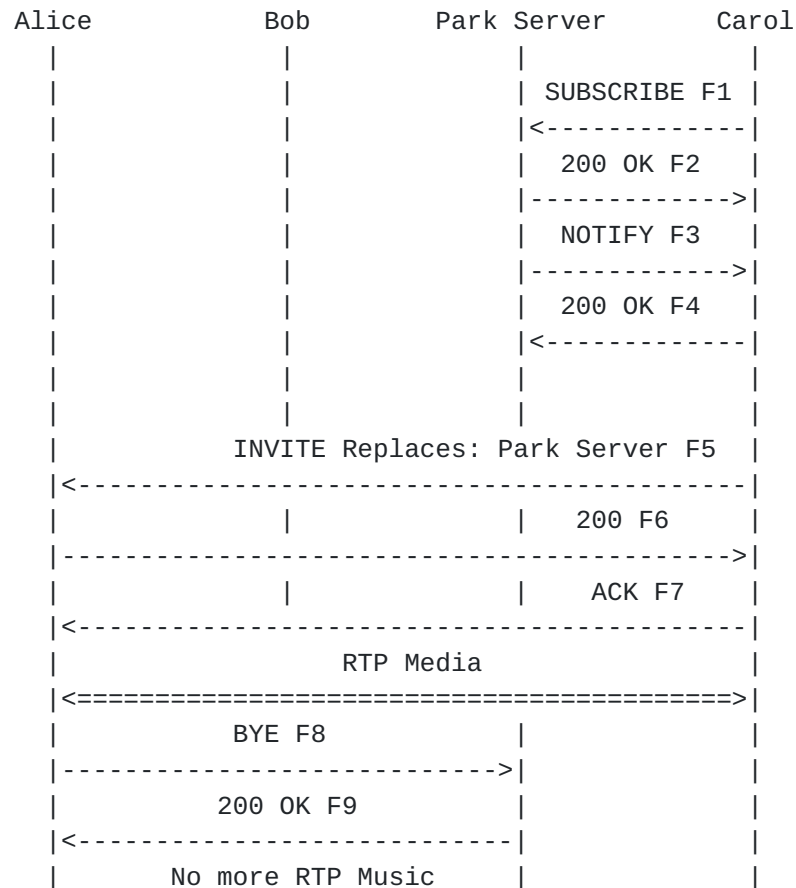 Alice Bob Park Server Carol
SUBSCRIBE F1
200 OK F2
NOTIFY F3
200 OK F4
INVITE Replaces: Park Server F5
200 F6
ACK F7
RTP Media
BYE F8
200 OK F9
No more RTP Music